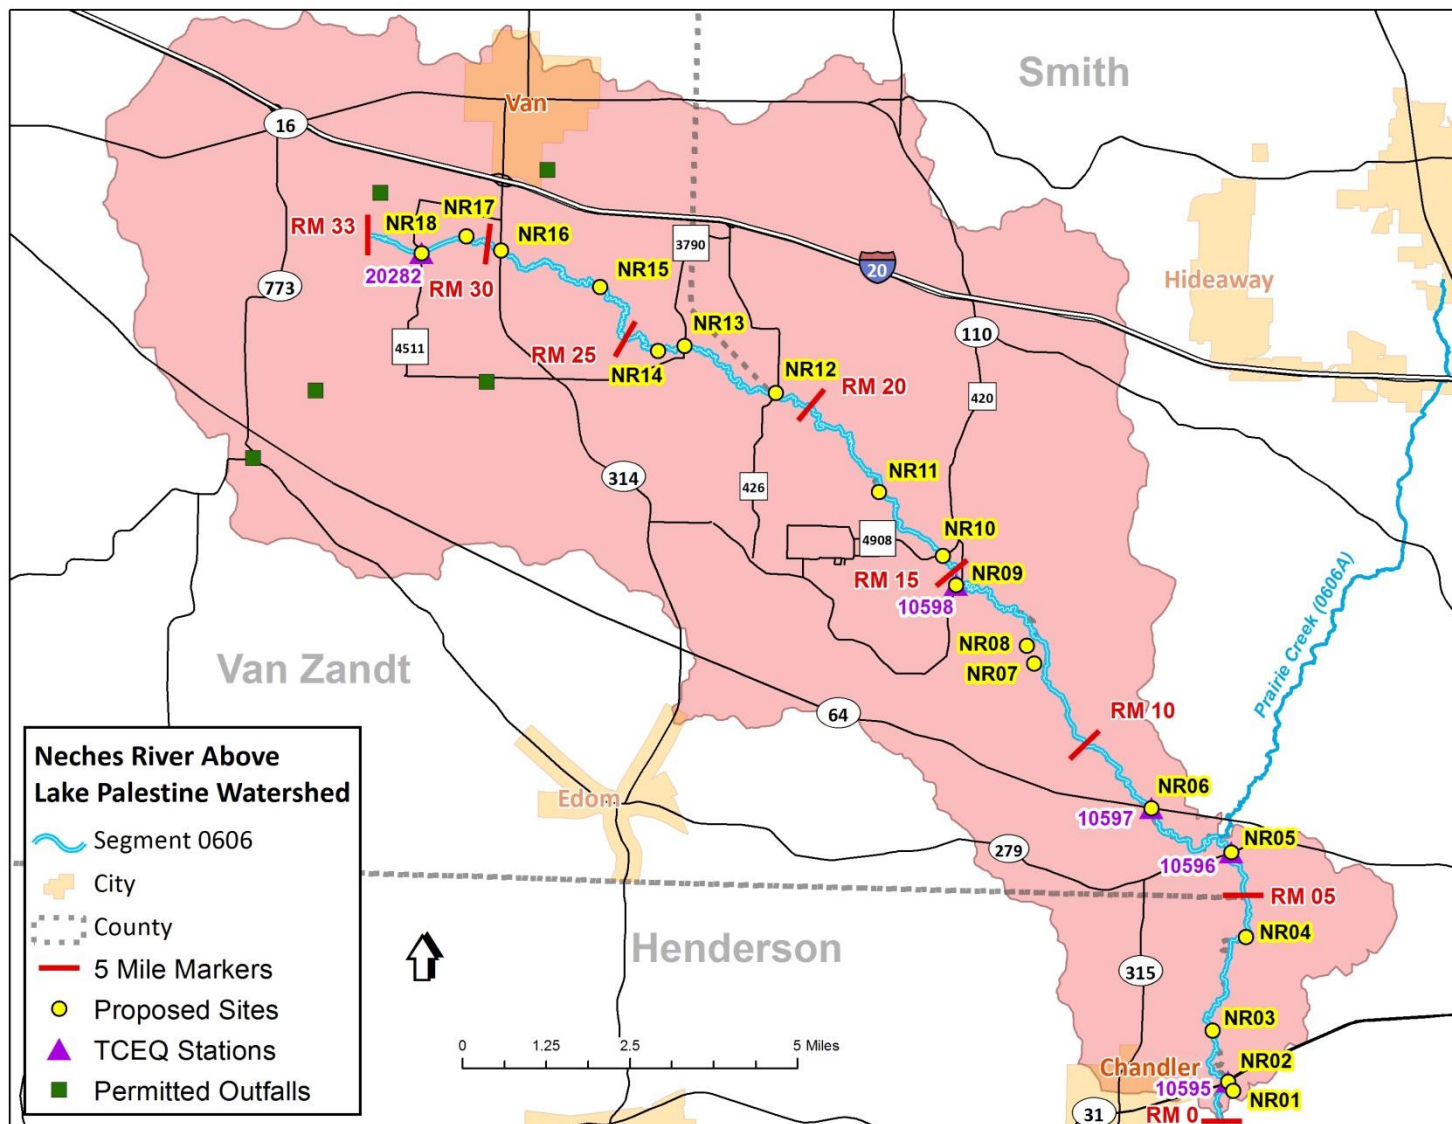 Smith
Van
16
NR17
NR18
RM 33
NR16
3790
20
Hideaway
20282
RM 30
NR15
773
NR13
110
4511
RM 25
NR14
NR12
RM 20
420
314
426
NR11
NR10
4908
RM 15
NR09
10598
Prairie Creek (0606A)
NR08
Van Zandt
NR07
64
RM 10
Neches River Above
Lake Palestine Watershed
Segment 0606
City
County
5 Mile Markers
Proposed Sites
TCEQ Stations
Permitted Outfalls
Edom
NR06
10597
279
NR05
10596
RM 05
Henderson
NR04
315
NR03
0 1.25 2.5 5 Miles
Chandler
NR02
10595
NR01
31
RM 0